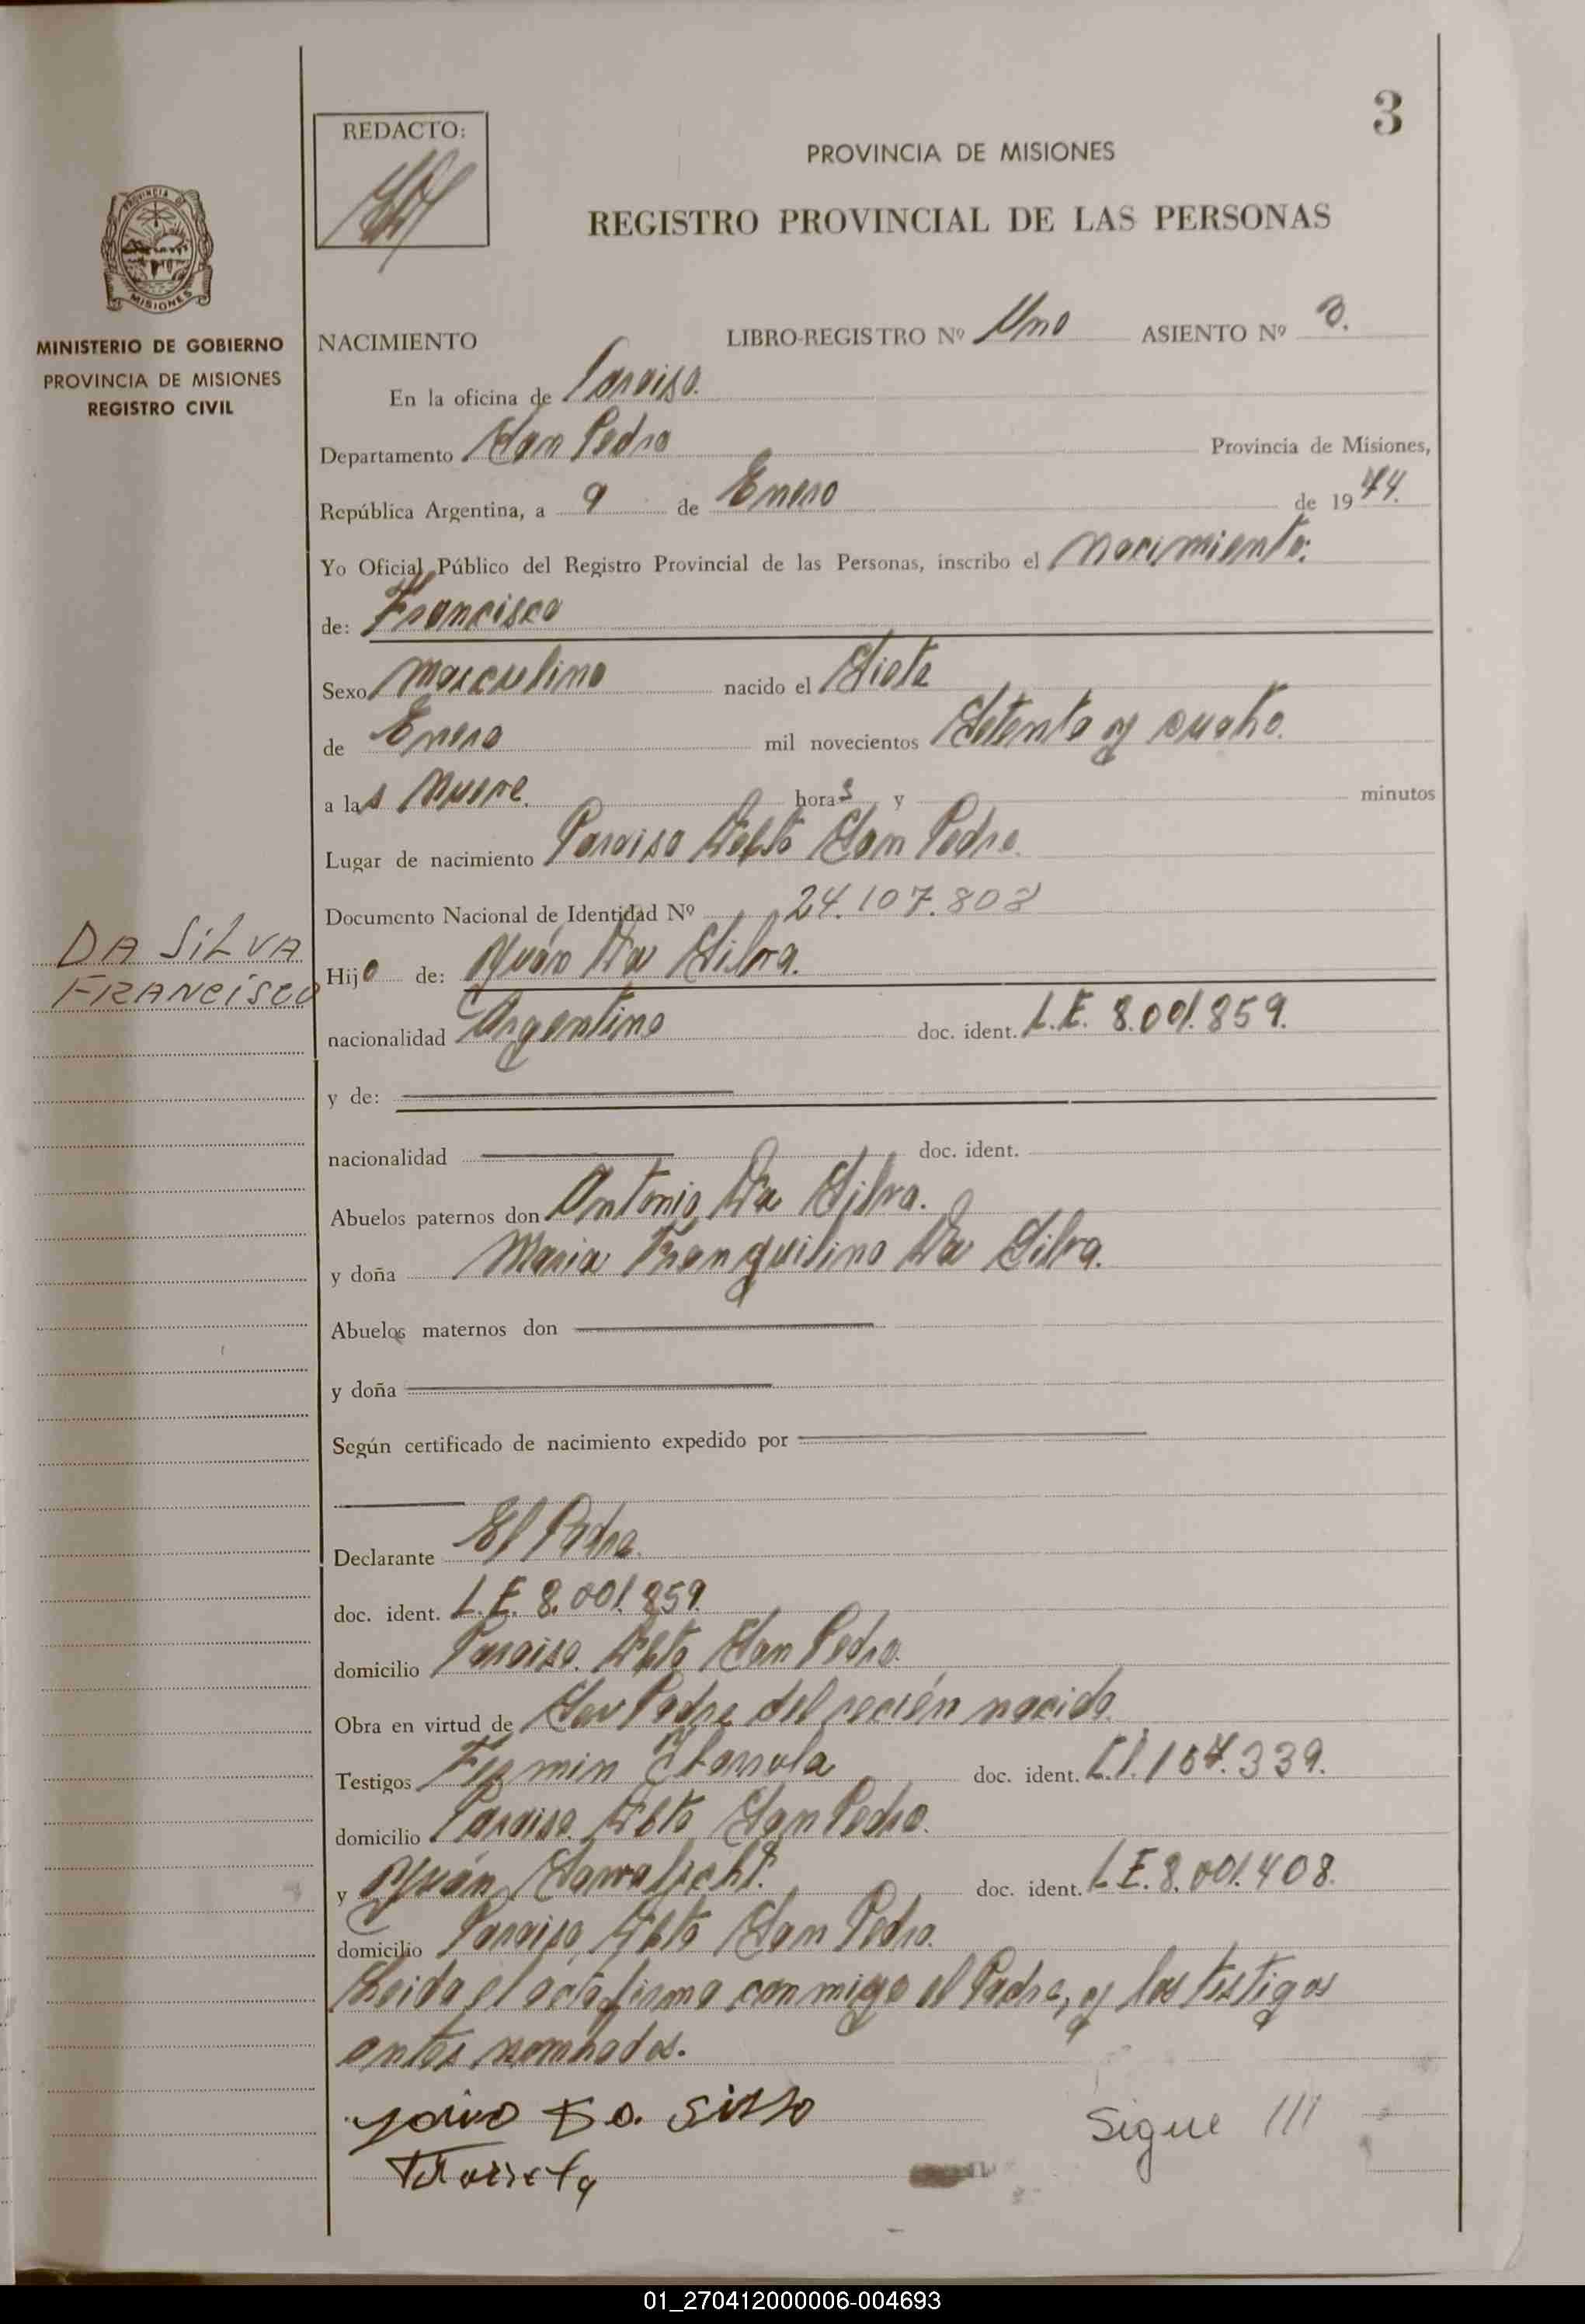 3
REDACTO:
PROVINCIA DE MISIONES
REGISTRO PROVINCIAL DE LAS PERSONAS
PROVINCIA DE
MISIONES
MINISTERIO DE GOBIERNO
PROVINCIA DE MISIONES
REGISTRO CIVIL
NACIMIENTO LIBRO-REGISTRO Nº Uno ASIENTO Nº 3.
En la oficina de Paraiso.
Departamento San Pedro Provincia de Misiones,
República Argentina, a 9 de Enero de 1974.
Yo Oficial Público del Registro Provincial de las Personas, inscribo el nacimiento:
de: Francisco
Sexo masculino nacido el Siete
de Enero mil novecientos Setenta y cuatro.
a las nueve. horas y minutos
Lugar de nacimiento Paraiso Dpto San Pedro.
Documento Nacional de Identidad Nº 24.107.808
DA SILVA
FRANCISCO
Hijo de: Juán Da Silva.
nacionalidad Argentino doc. ident. L.E. 8.001.859.
y de:
nacionalidad doc. ident.
Abuelos paternos don Antonio Da Silva.
y doña Maria Tranquilina Da Silva.
Abuelos maternos don
y doña
Según certificado de nacimiento expedido por
Declarante El Padre.
doc. ident. L.E. 8.001.859.
domicilio Paraiso. Dpto San Pedro.
Obra en virtud de Ser Padre del recién nacido.
Testigos Fermin doc. ident. C.I. 167.339.
domicilio Paraiso. Dpto San Pedro.
y Juán doc. ident. L.E. 8.001.408.
domicilio Paraiso, Dpto San Pedro.
Leida el acta firma conmigo el Padre, y los testigos
antes nombrados.
Sigue ///
01_270412000006-004693